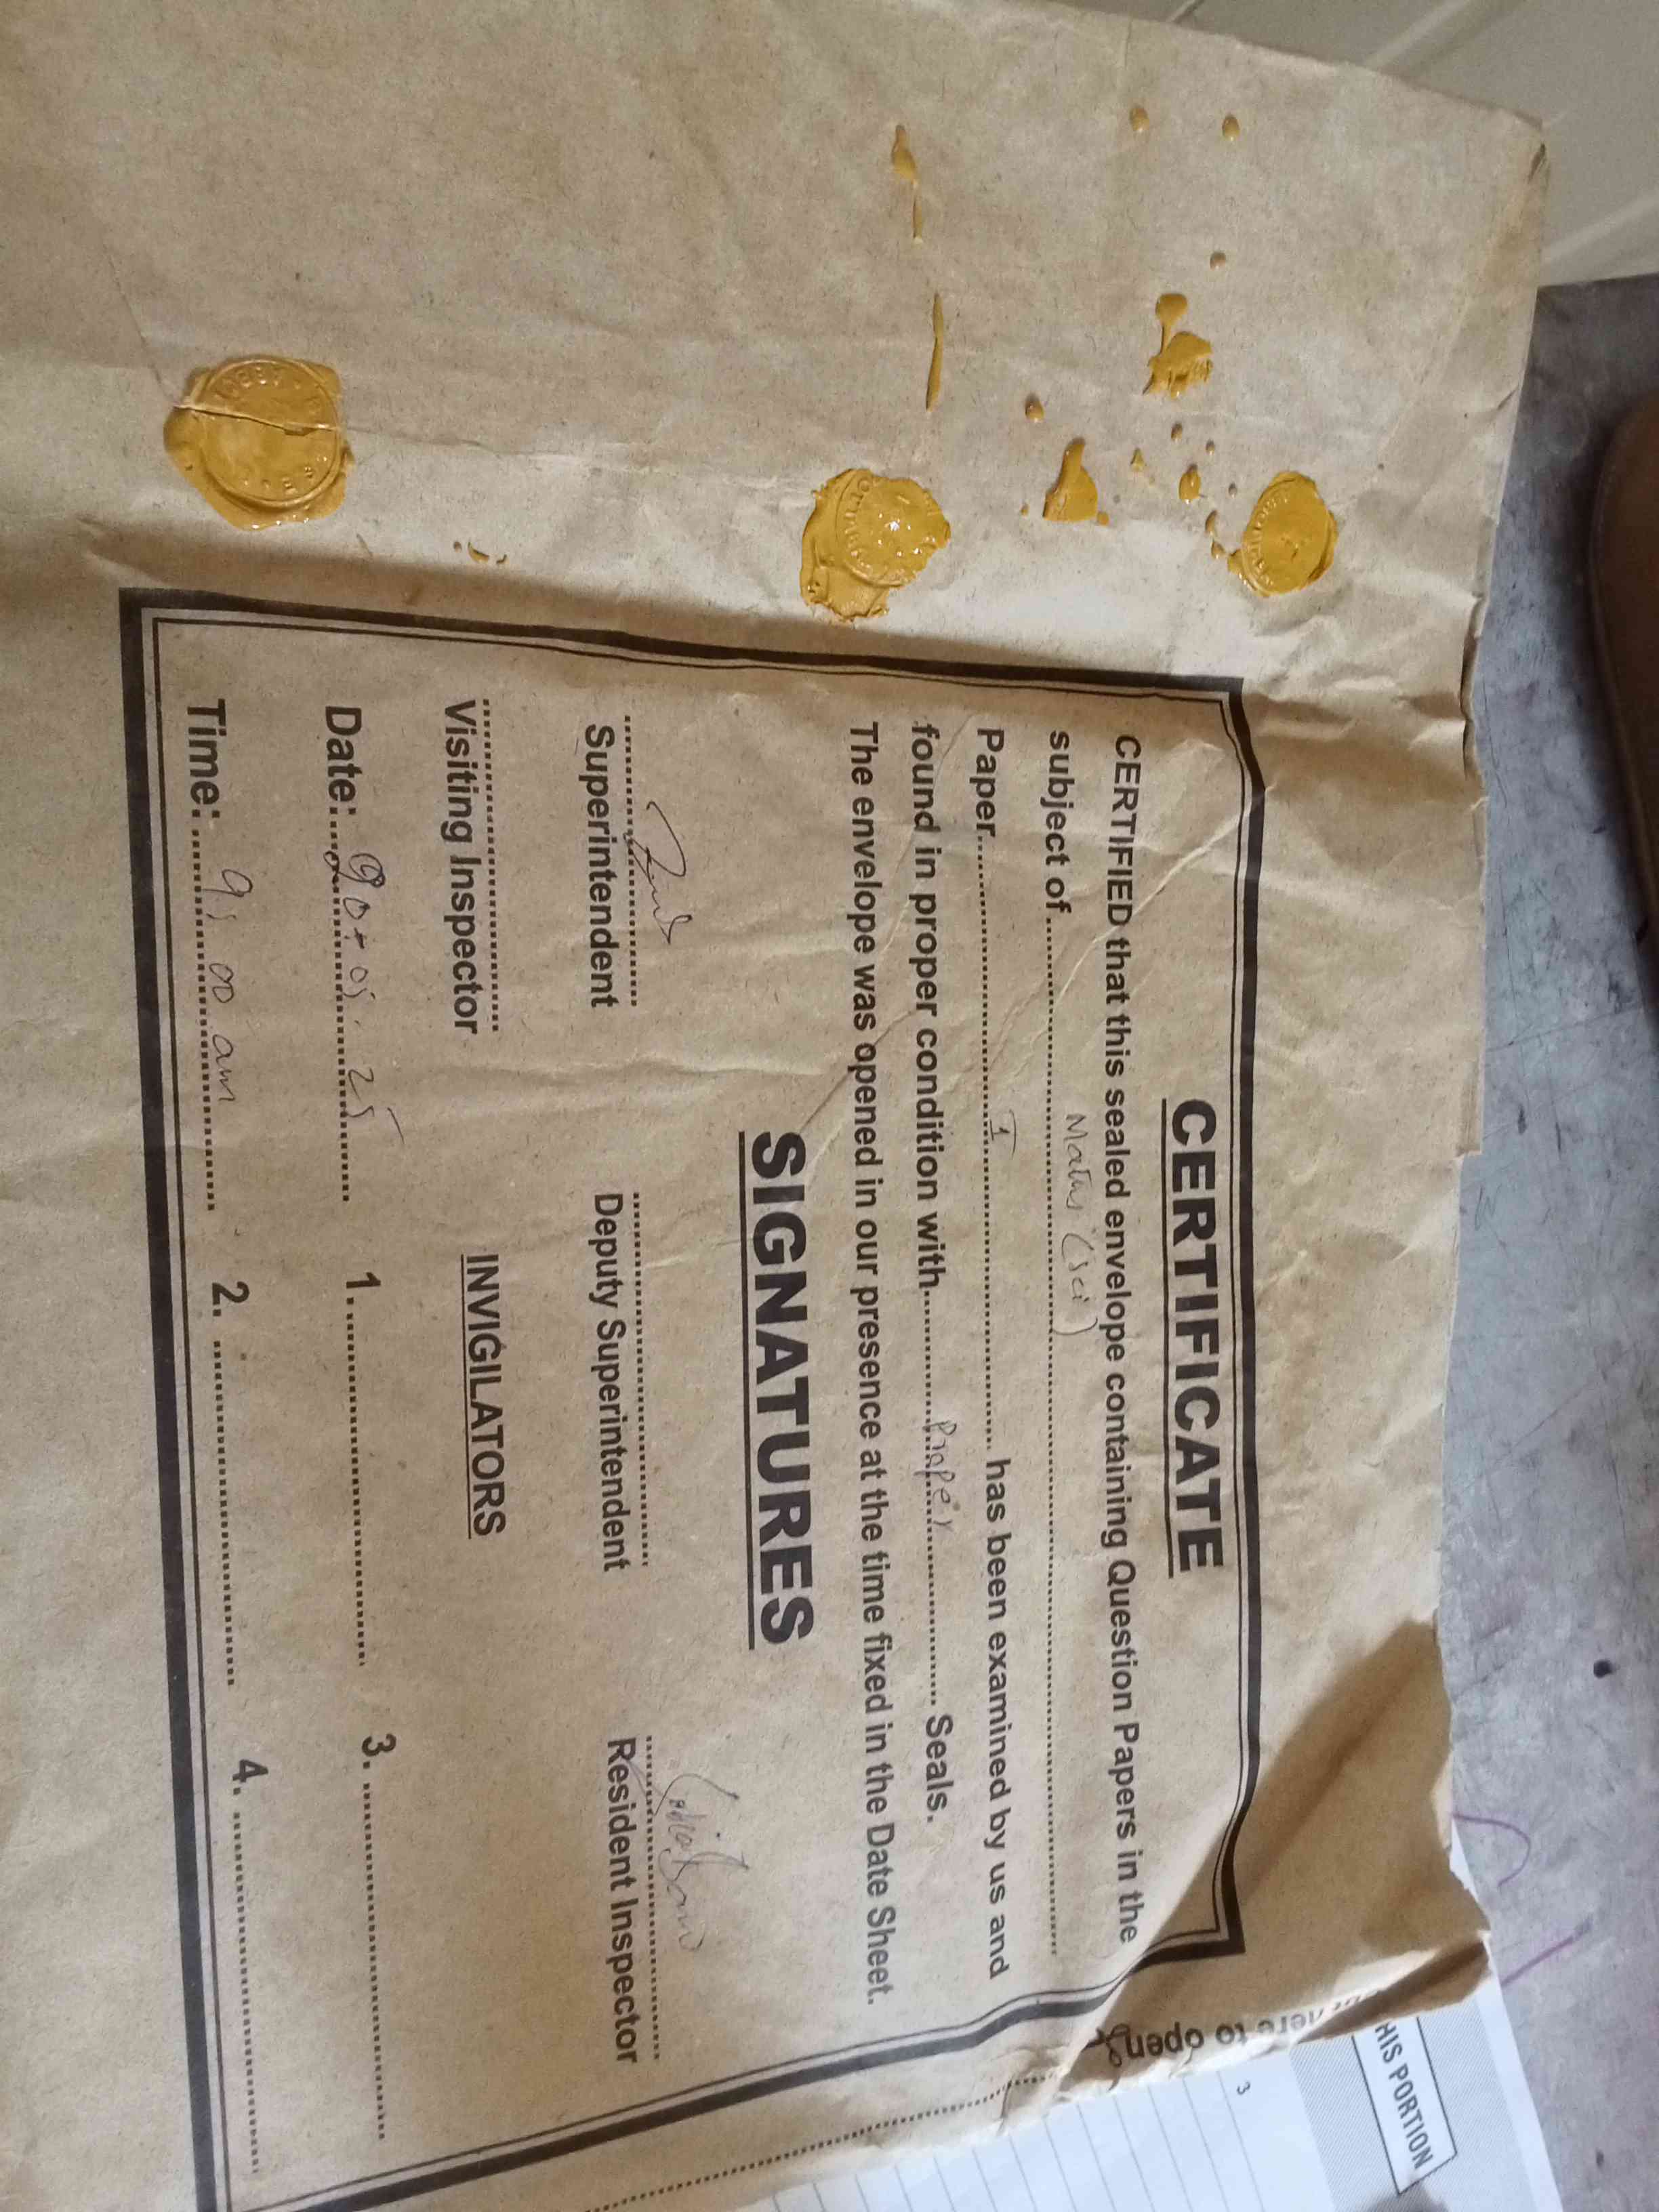 CERTIFICATE
CERTIFIED that this sealed envelope containing Question Papers in the
subject of........Maths (sci)........
Paper........I........ has been examined by us and
found in proper condition with........Proper........ Seals.
The envelope was opened in our presence at the time fixed in the Date Sheet.
SIGNATURES
Superintendent Deputy Superintendent Resident Inspector
Visiting Inspector INVIGILATORS
Date: 05.25 1. 3.
Time: 9:00 am 2. 4.
here to open
HIS PORTION
3